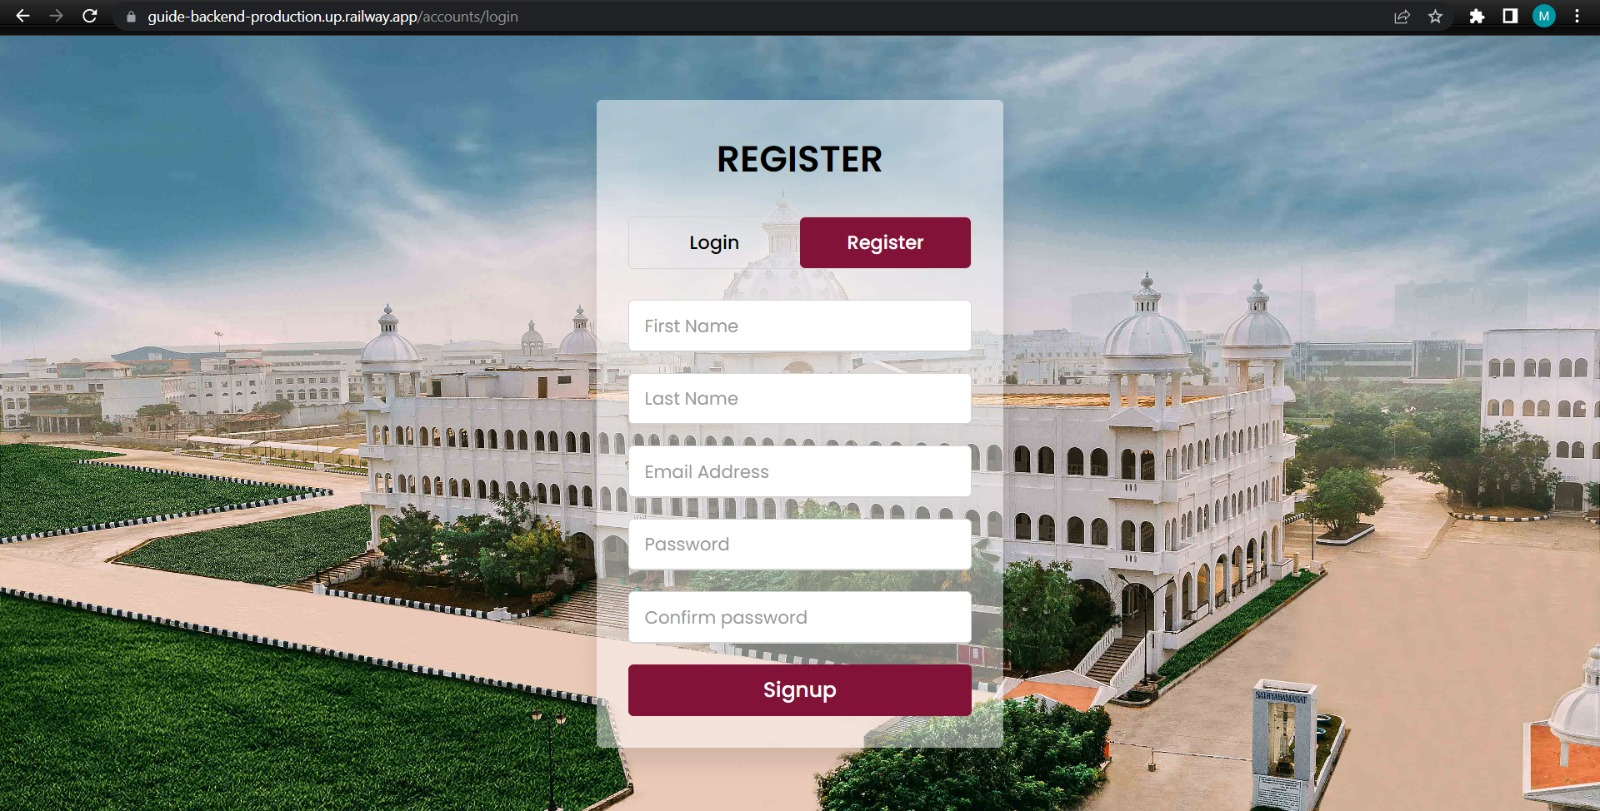 guide-backend-production.up.railway.app/accounts/login
M
REGISTER
Login
Register
First Name
Last Name
Email Address
Password
Confirm password
Signup
SATHYABAMASAT